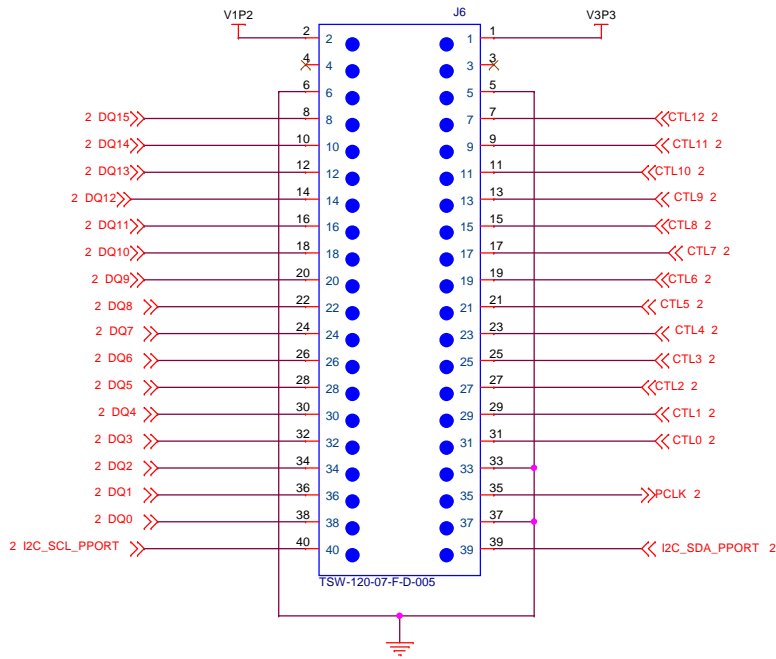 J6
V1P2 V3P3
2 2 1 1
4 4 3 3
6 6 5 5
2 DQ15 8 8 7 7 CTL12 2
2 DQ14 10 10 9 9 CTL11 2
2 DQ13 12 12 11 11 CTL10 2
2 DQ12 14 14 13 13 CTL9 2
2 DQ11 16 16 15 15 CTL8 2
2 DQ10 18 18 17 17 CTL7 2
2 DQ9 20 20 19 19 CTL6 2
2 DQ8 22 22 21 21 CTL5 2
2 DQ7 24 24 23 23 CTL4 2
2 DQ6 26 26 25 25 CTL3 2
2 DQ5 28 28 27 27 CTL2 2
2 DQ4 30 30 29 29 CTL1 2
2 DQ3 32 32 31 31 CTL0 2
2 DQ2 34 34 33 33
2 DQ1 36 36 35 35 PCLK 2
2 DQ0 38 38 37 37
2 I2C_SCL_PPORT 40 40 39 39 I2C_SDA_PPORT 2
TSW-120-07-F-D-005